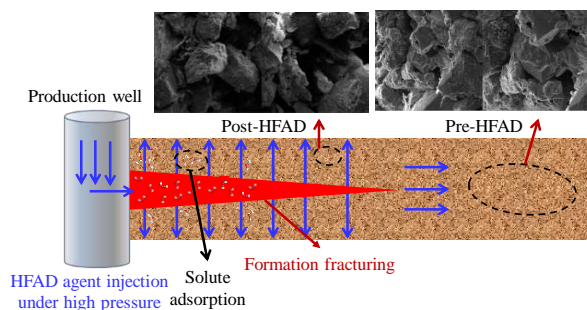 Production well
Post-HFAD
Pre-HFAD
Formation fracturing
HFAD agent injection
under high pressure
Solute
adsorption